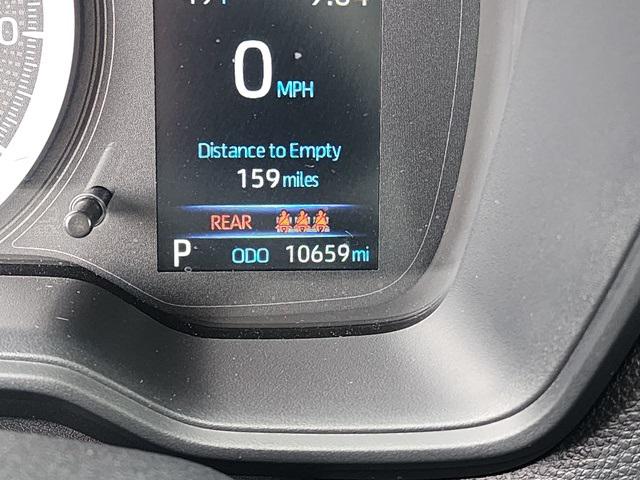 0
MPH
Distance to Empty
159 miles
REAR
P ODO 10659 mi